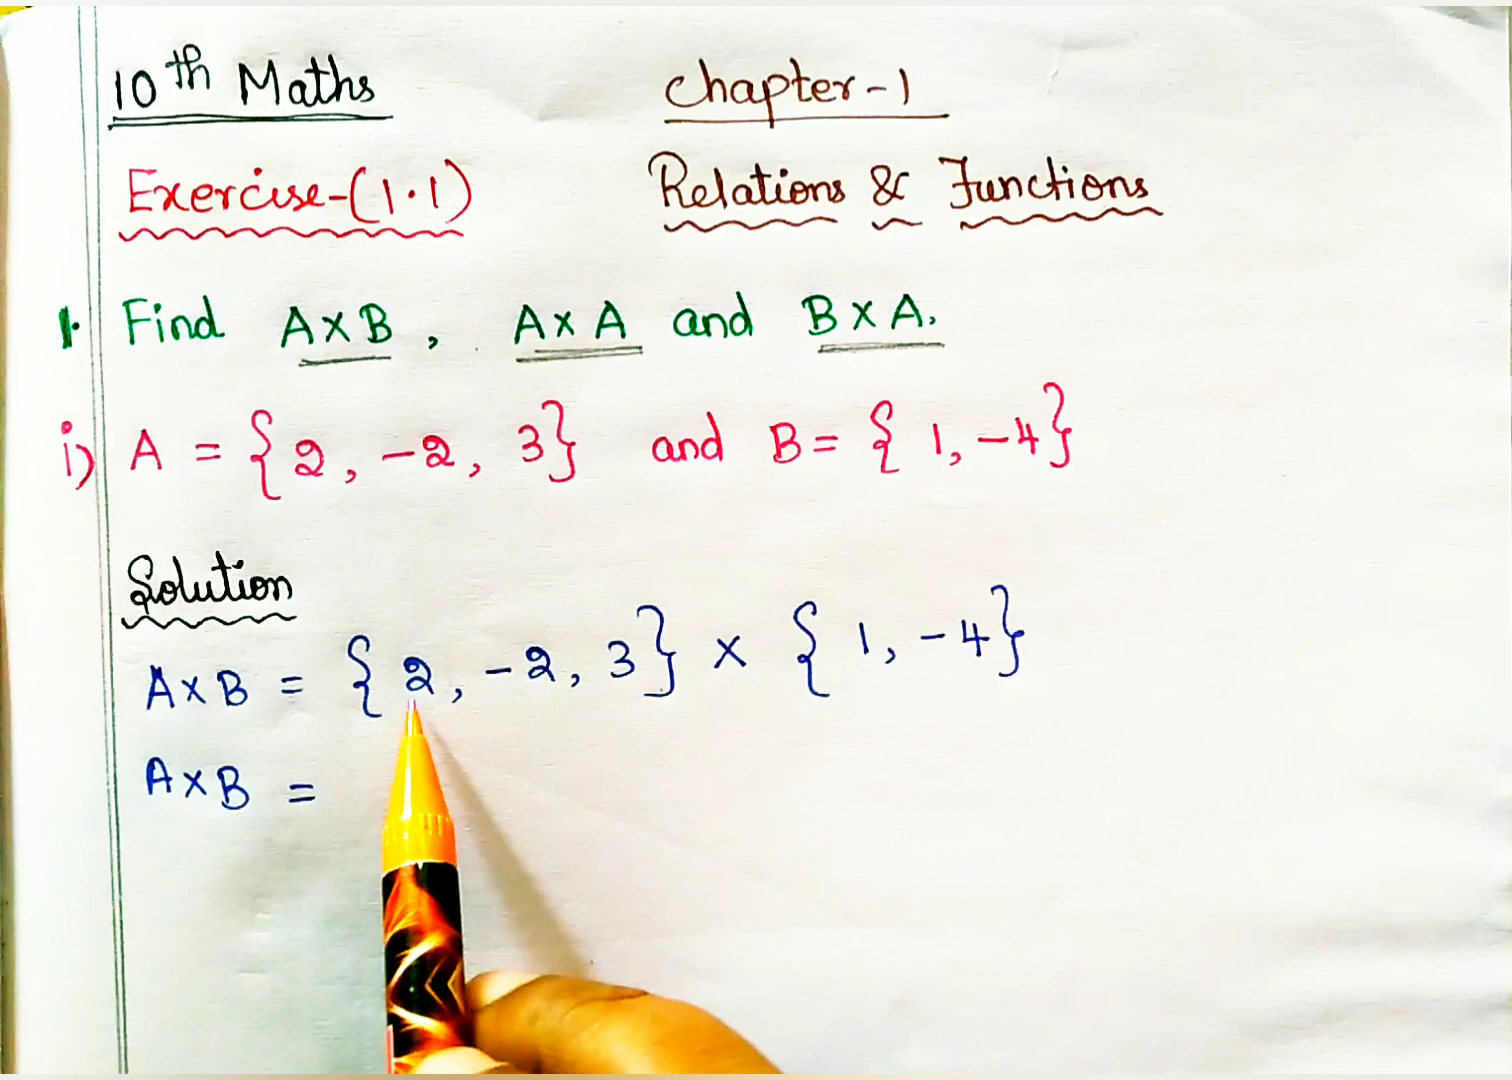 10th Maths
Chapter-1
Exercise-(1.1)
Relations & Functions
1. Find A×B, A×A and B×A.
i) A = {2, -2, 3} and B = {1, -4}
Solution
A×B = {2, -2, 3} × {1, -4}
A×B =